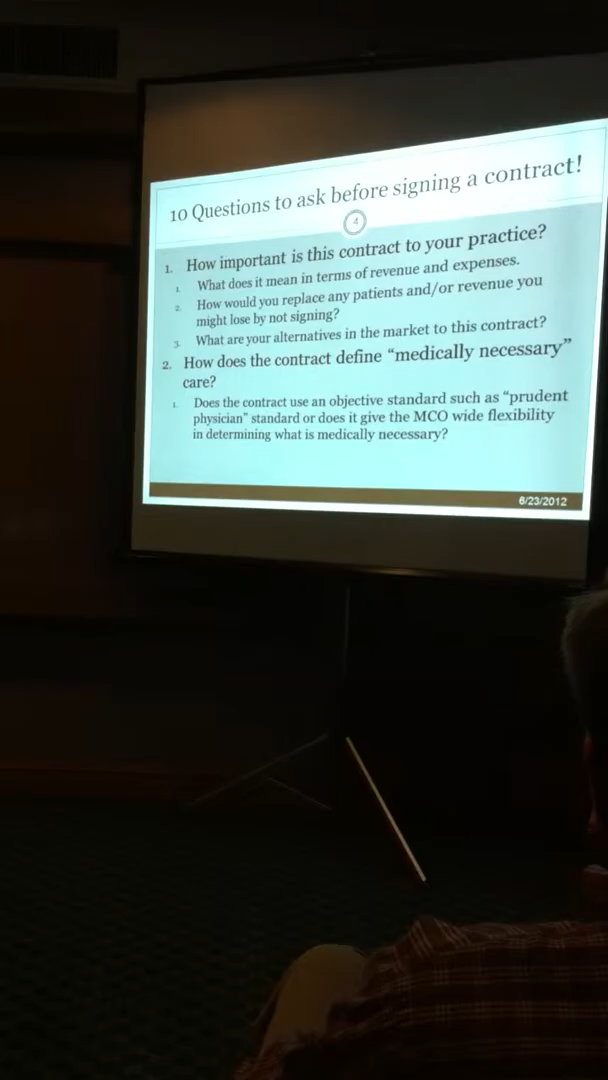 10 Questions to ask before signing a contract!
4
1. How important is this contract to your practice?
1. What does it mean in terms of revenue and expenses.
2. How would you replace any patients and/or revenue you
might lose by not signing?
3. What are your alternatives in the market to this contract?
2. How does the contract define “medically necessary”
care?
1. Does the contract use an objective standard such as “prudent
physician” standard or does it give the MCO wide flexibility
in determining what is medically necessary?
6/23/2012